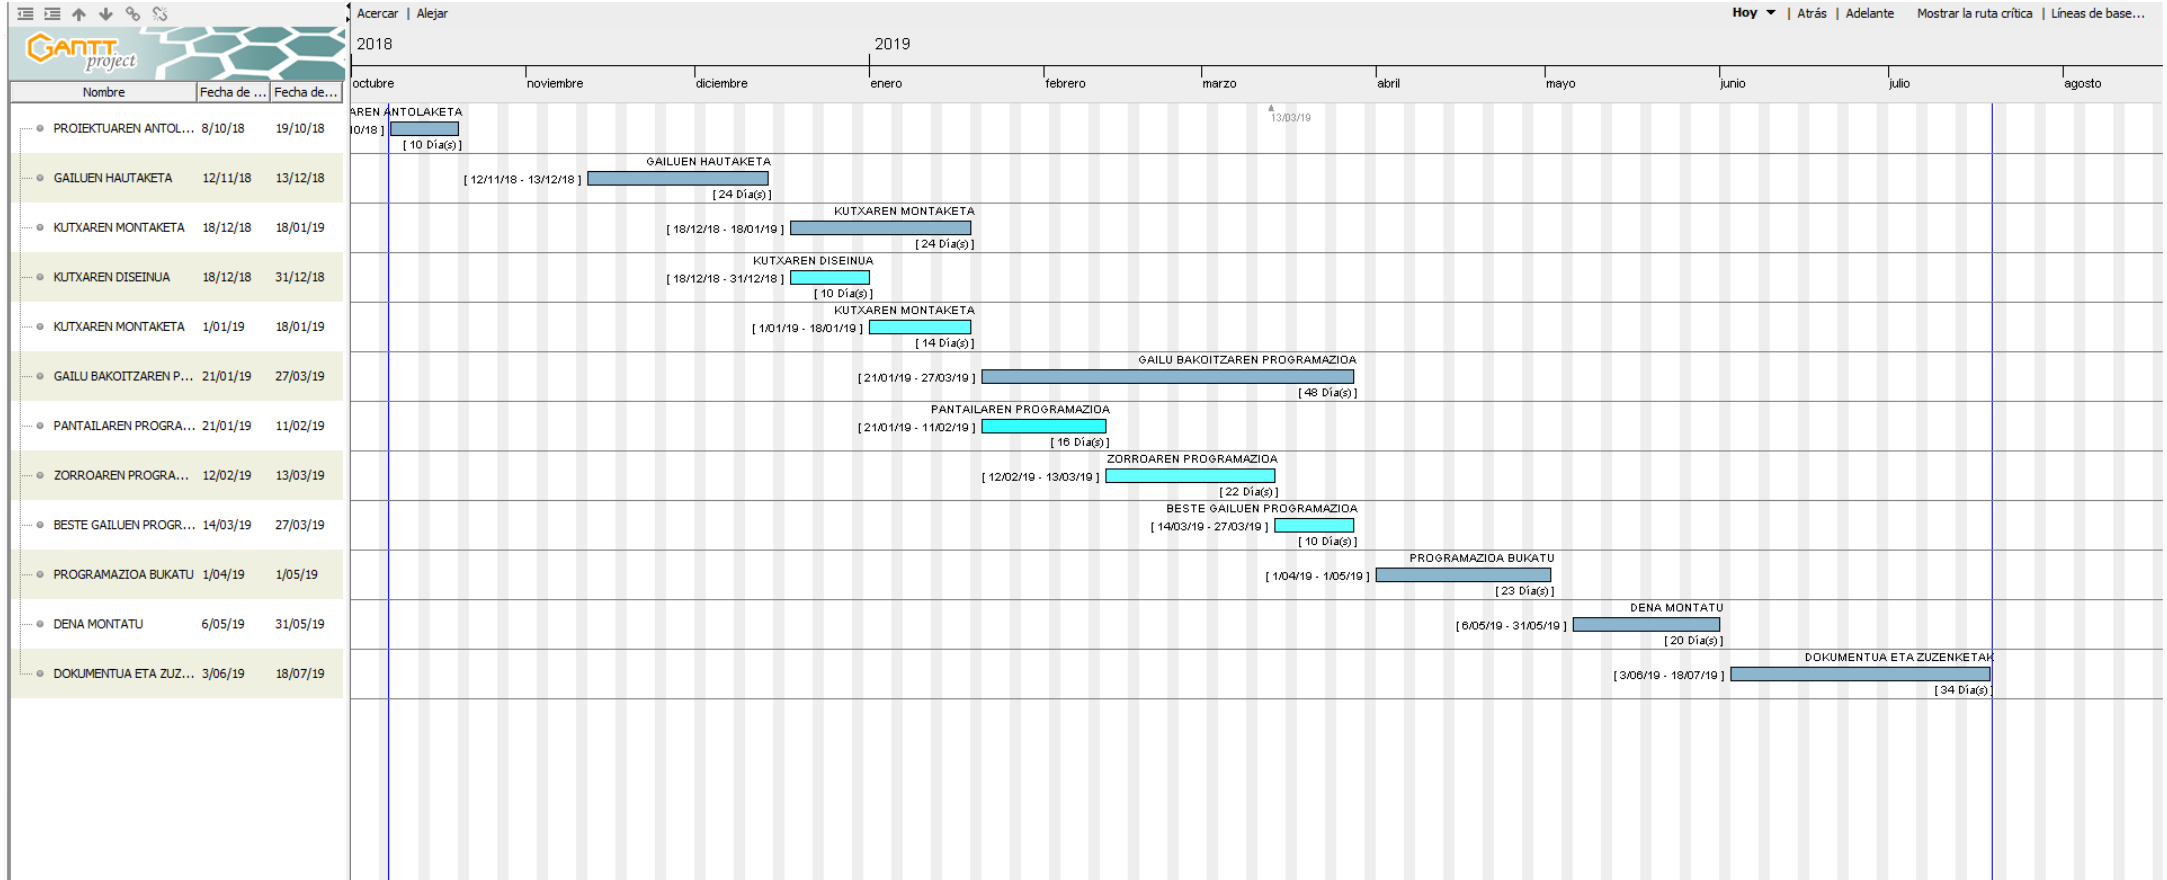 Acercar | Alejar
Hoy ▼ | Atrás | Adelante Mostrar la ruta crítica | Líneas de base...
GANTT project
2018 2019
Nombre Fecha de ... Fecha de...
octubre noviembre diciembre enero febrero marzo abril mayo junio julio agosto
13/03/19
PROIEKTUAREN ANTOL... 8/10/18 19/10/18
AREN ANTOLAKETA
10/18 ]
[ 10 Día(s) ]
GAILUEN HAUTAKETA 12/11/18 13/12/18
GAILUEN HAUTAKETA
[ 12/11/18 - 13/12/18 ]
[ 24 Día(s) ]
KUTXAREN MONTAKETA 18/12/18 18/01/19
KUTXAREN MONTAKETA
[ 18/12/18 - 18/01/19 ]
[ 24 Día(s) ]
KUTXAREN DISEINUA 18/12/18 31/12/18
KUTXAREN DISEINUA
[ 18/12/18 - 31/12/18 ]
[ 10 Día(s) ]
KUTXAREN MONTAKETA 1/01/19 18/01/19
KUTXAREN MONTAKETA
[ 1/01/19 - 18/01/19 ]
[ 14 Día(s) ]
GAILU BAKOITZAREN P... 21/01/19 27/03/19
GAILU BAKOITZAREN PROGRAMAZIOA
[ 21/01/19 - 27/03/19 ]
[ 48 Día(s) ]
PANTAILAREN PROGRA... 21/01/19 11/02/19
PANTAILAREN PROGRAMAZIOA
[ 21/01/19 - 11/02/19 ]
[ 16 Día(s) ]
ZORROAREN PROGRA... 12/02/19 13/03/19
ZORROAREN PROGRAMAZIOA
[ 12/02/19 - 13/03/19 ]
[ 22 Día(s) ]
BESTE GAILUEN PROGR... 14/03/19 27/03/19
BESTE GAILUEN PROGRAMAZIOA
[ 14/03/19 - 27/03/19 ]
[ 10 Día(s) ]
PROGRAMAZIOA BUKATU 1/04/19 1/05/19
PROGRAMAZIOA BUKATU
[ 1/04/19 - 1/05/19 ]
[ 23 Día(s) ]
DENA MONTATU 6/05/19 31/05/19
DENA MONTATU
[ 6/05/19 - 31/05/19 ]
[ 20 Día(s) ]
DOKUMENTUA ETA ZUZ... 3/06/19 18/07/19
DOKUMENTUA ETA ZUZENKETAK
[ 3/06/19 - 18/07/19 ]
[ 34 Día(s) ]